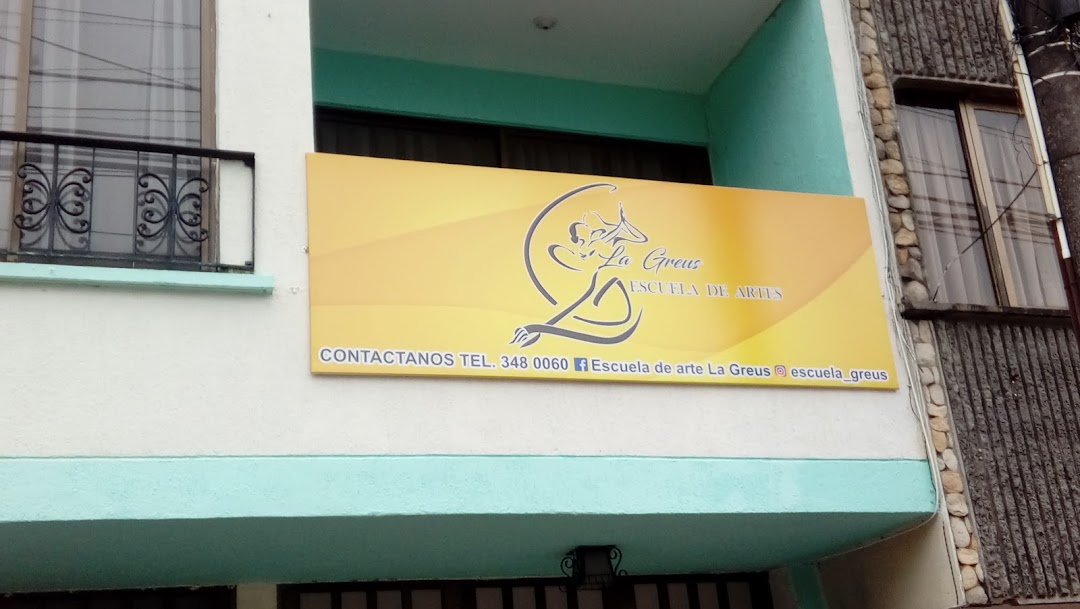 La Greus
ESCUELA DE ARTES
CONTACTANOS TEL. 348 0060 Escuela de arte La Greus escuela_greus